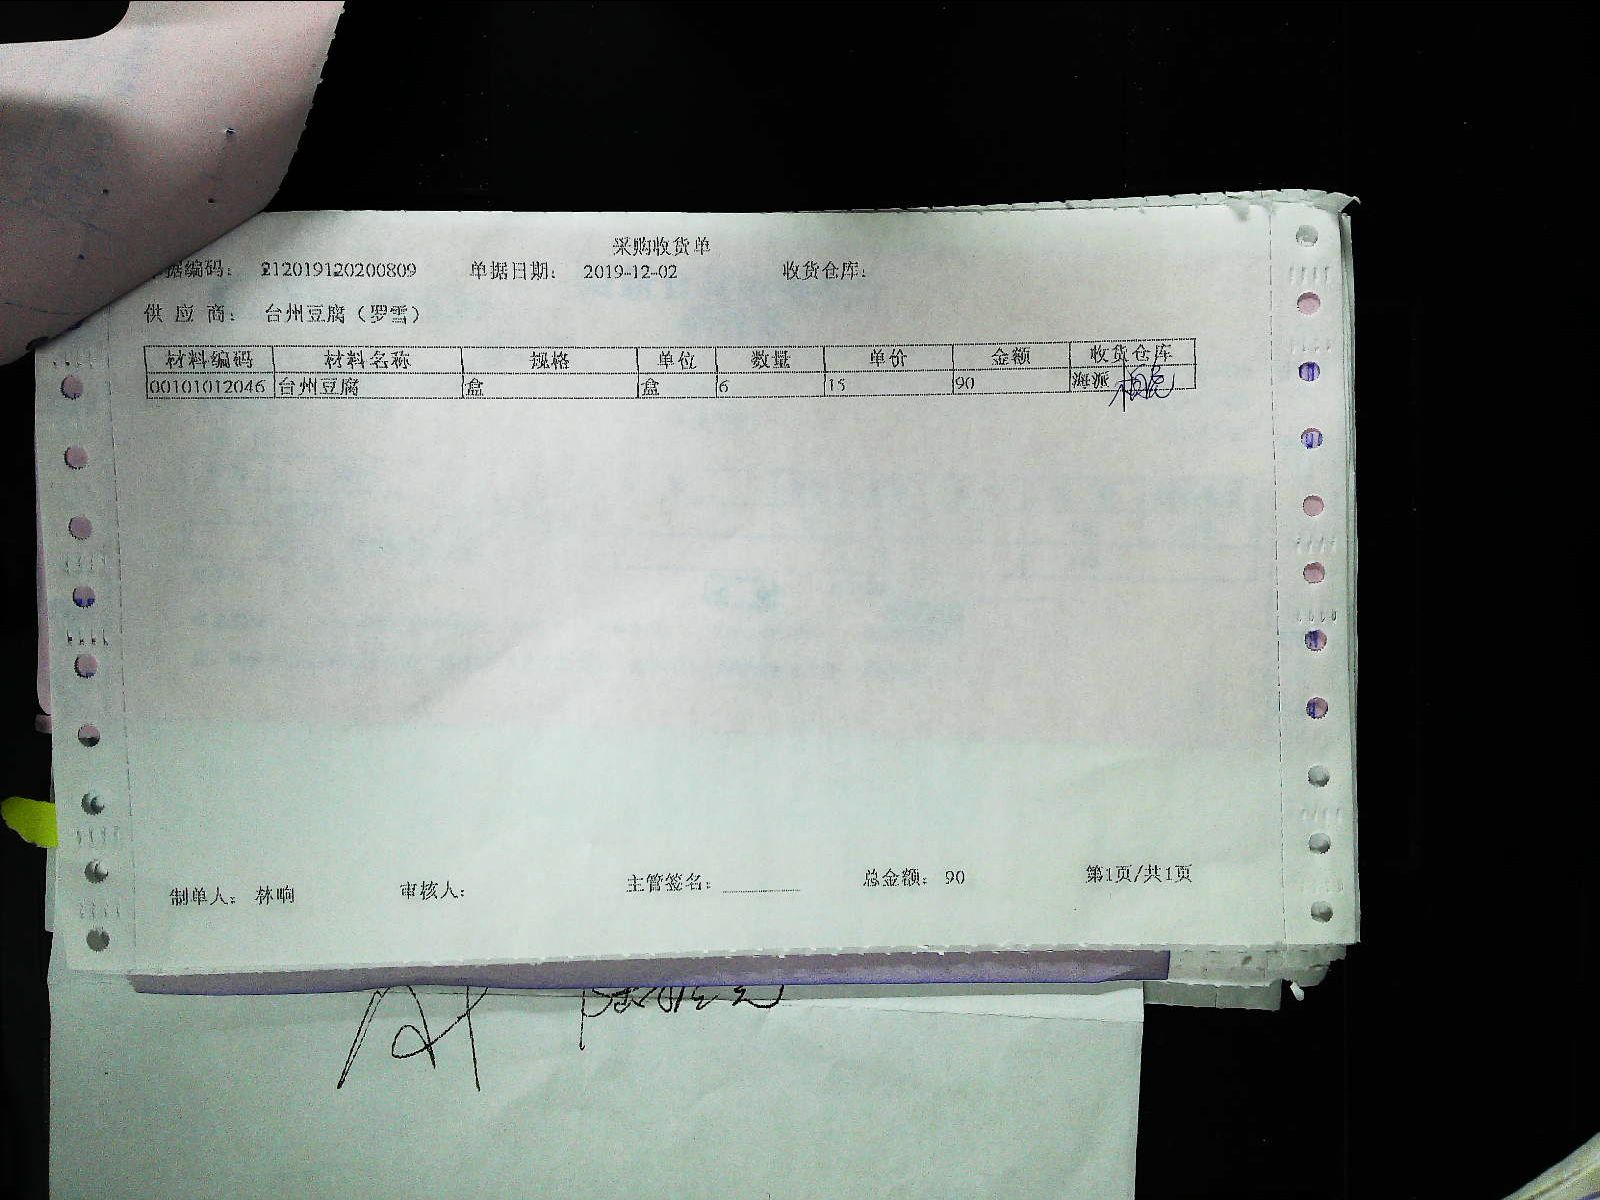 采购收货单
据编码： 212019120200809 单据日期： 2019-12-02 收货仓库：
供 应 商： 台州豆腐（罗雪）
材料编码 材料名称 规格 单位 数量 单价 金额 收货仓库
00101012046 台州豆腐 盒 盒 6 15 90 海派
制单人： 林响 审核人： 主管签名： 总金额： 90 第1页/共1页